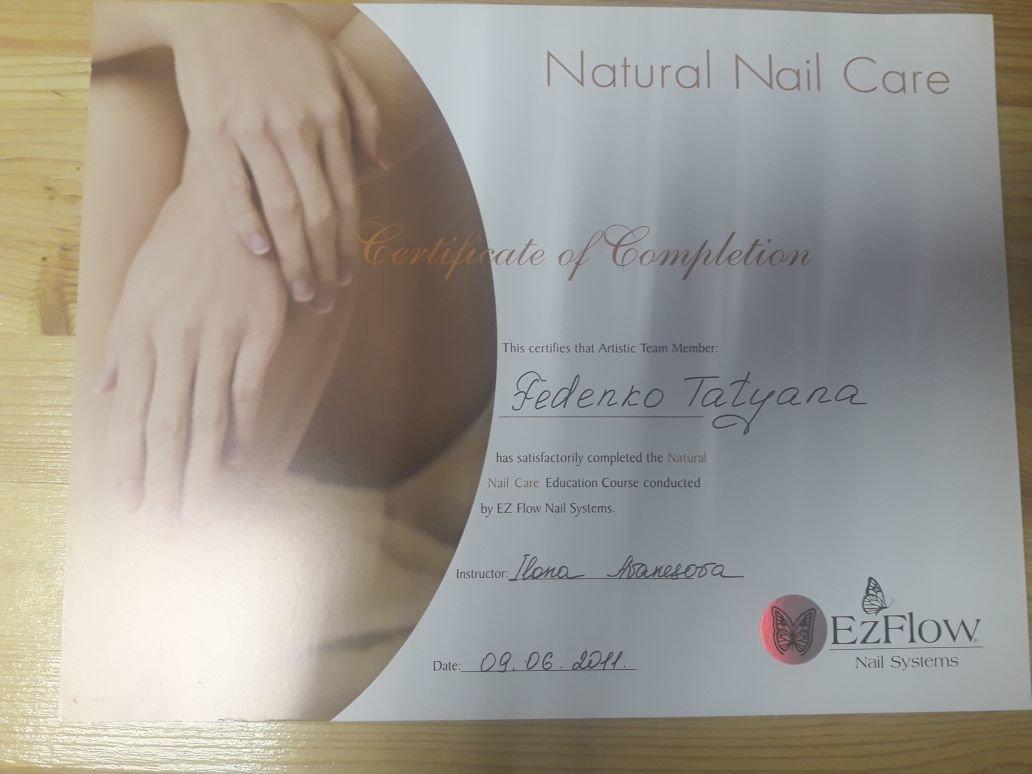 Natural Nail Care
Certificate of Completion
This certifies that Artistic Team Member:
Fedenko Tatyana
has satisfactorily completed the Natural
Nail Care Education Course conducted
by EZ Flow Nail Systems.
Instructor: Ilona Avanesova
Date: 09.06.2011.
EzFlow
Nail Systems